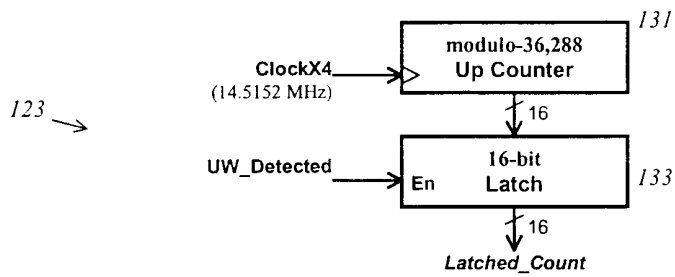 131
modulo-36,288
Up Counter
ClockX4
(14.5152 MHz)
16
123
16-bit
Latch
UW_Detected
En
133
16
Latched_Count